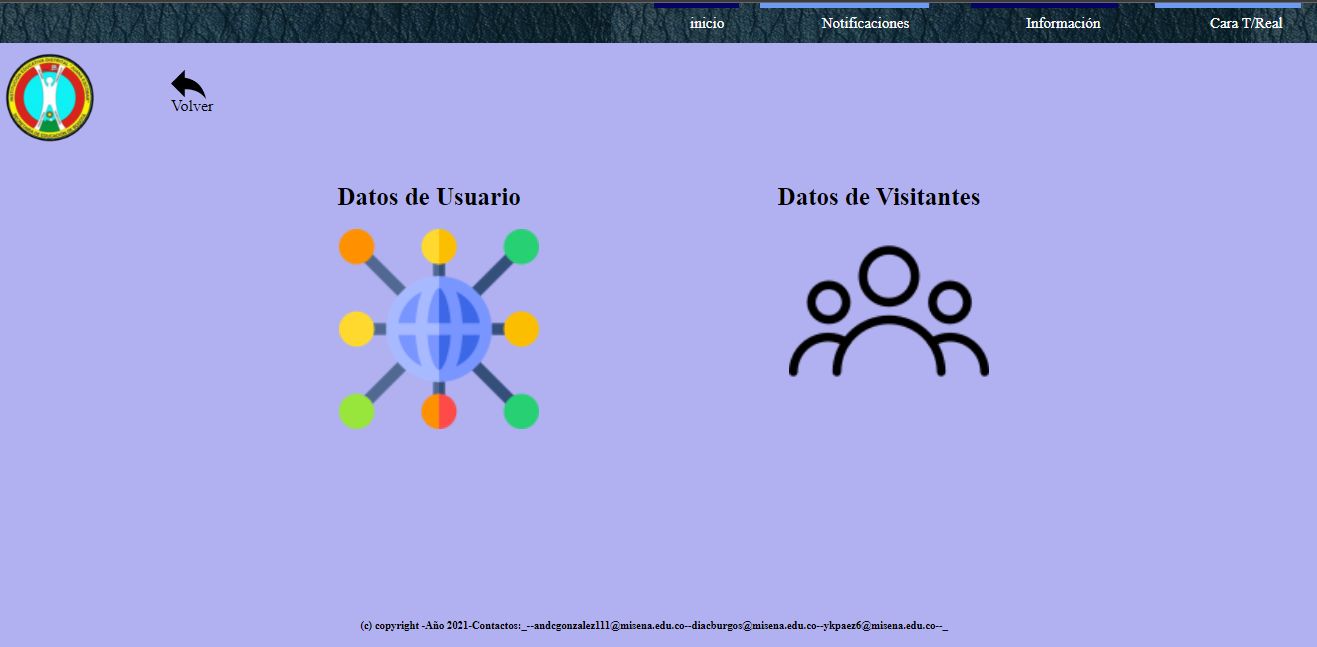 inicio Notificaciones Información Cara T/Real
Volver
Datos de Usuario Datos de Visitantes
(c) copyright -Año 2021-Contactos:_--andcgonzalez111@misena.edu.co--diacburgos@misena.edu.co--ykpaez6@misena.edu.co--_